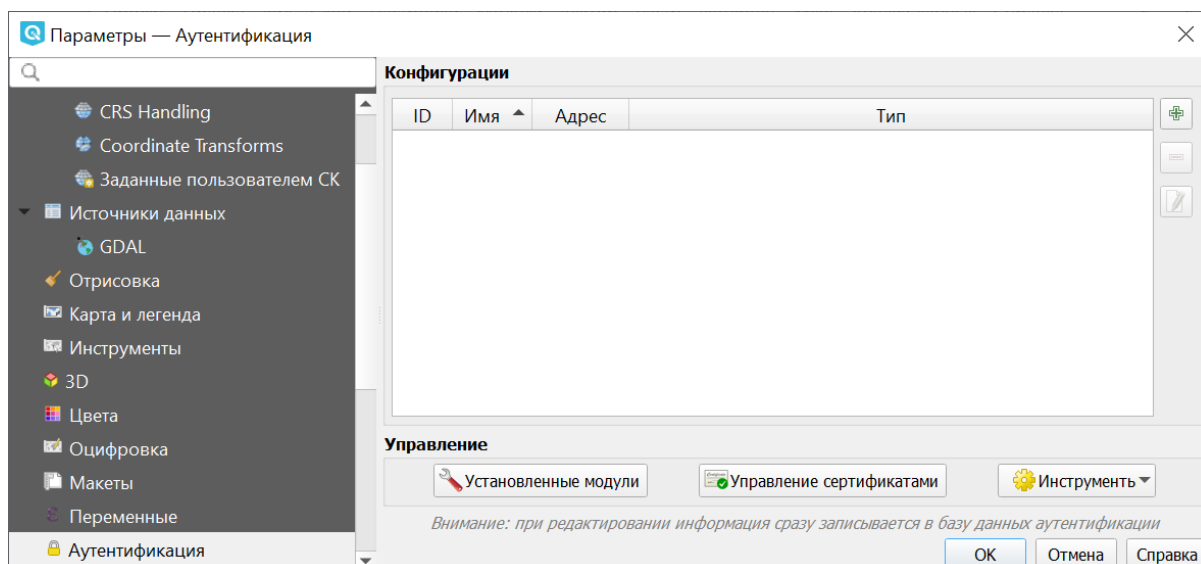 Параметры — Аутентификация
CRS Handling
Coordinate Transforms
Заданные пользователем СК
Источники данных
GDAL
Отрисовка
Карта и легенда
Инструменты
3D
Цвета
Оцифровка
Макеты
Переменные
Аутентификация
Конфигурации
ID Имя Адрес Тип
Управление
Установленные модули Управление сертификатами Инструменть
Внимание: при редактировании информация сразу записывается в базу данных аутентификации
OK Отмена Справка